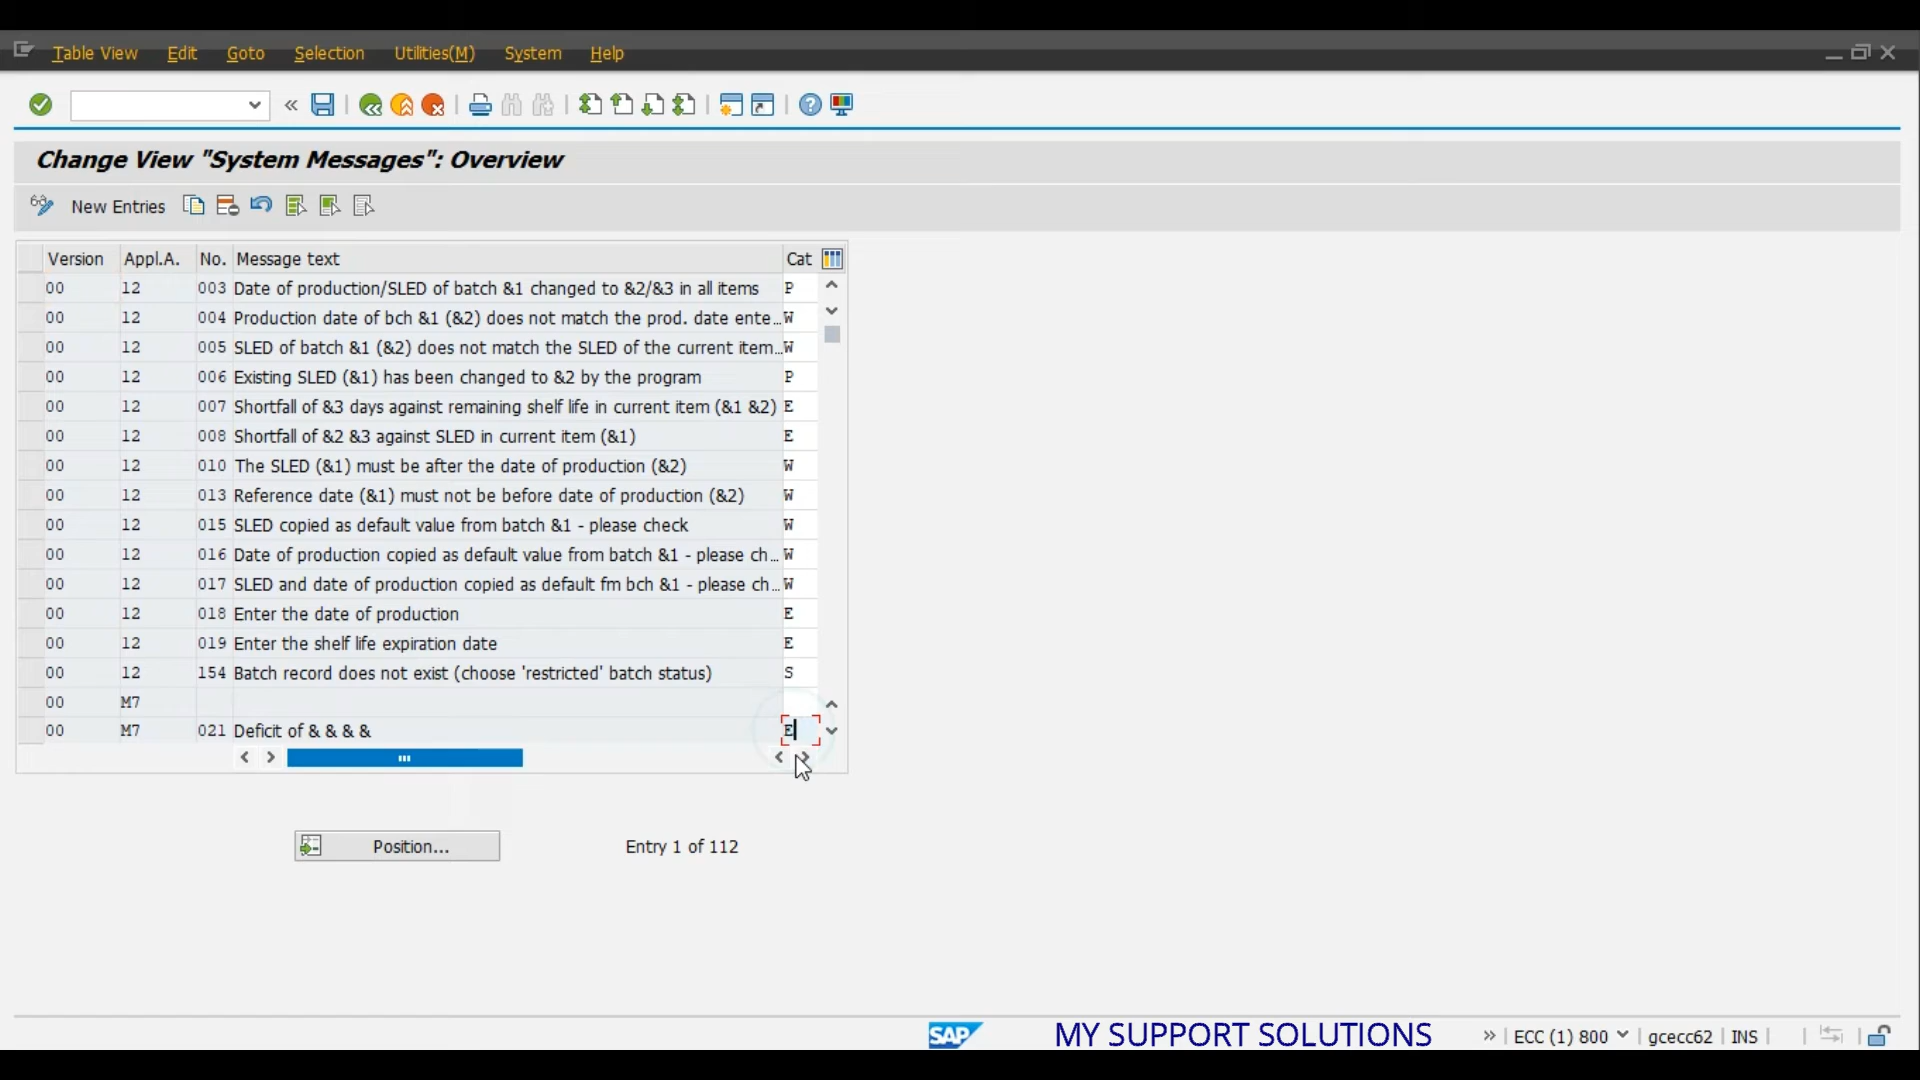 Table View Edit Goto Selection Utilities(M) System Help
Change View "System Messages": Overview
New Entries
Version Appl.A. No. Message text Cat
00 12 003 Date of production/SLED of batch &1 changed to &2/&3 in all items P
00 12 004 Production date of bch &1 (&2) does not match the prod. date ente... W
00 12 005 SLED of batch &1 (&2) does not match the SLED of the current item... W
00 12 006 Existing SLED (&1) has been changed to &2 by the program P
00 12 007 Shortfall of &3 days against remaining shelf life in current item (&1 &2) E
00 12 008 Shortfall of &2 &3 against SLED in current item (&1) E
00 12 010 The SLED (&1) must be after the date of production (&2) W
00 12 013 Reference date (&1) must not be before date of production (&2) W
00 12 015 SLED copied as default value from batch &1 - please check W
00 12 016 Date of production copied as default value from batch &1 - please ch... W
00 12 017 SLED and date of production copied as default fm bch &1 - please ch... W
00 12 018 Enter the date of production E
00 12 019 Enter the shelf life expiration date E
00 12 154 Batch record does not exist (choose 'restricted' batch status) S
00 M7
00 M7 021 Deficit of & & & & E
Position... Entry 1 of 112
SAP MY SUPPORT SOLUTIONS ECC (1) 800 gcecc62 INS